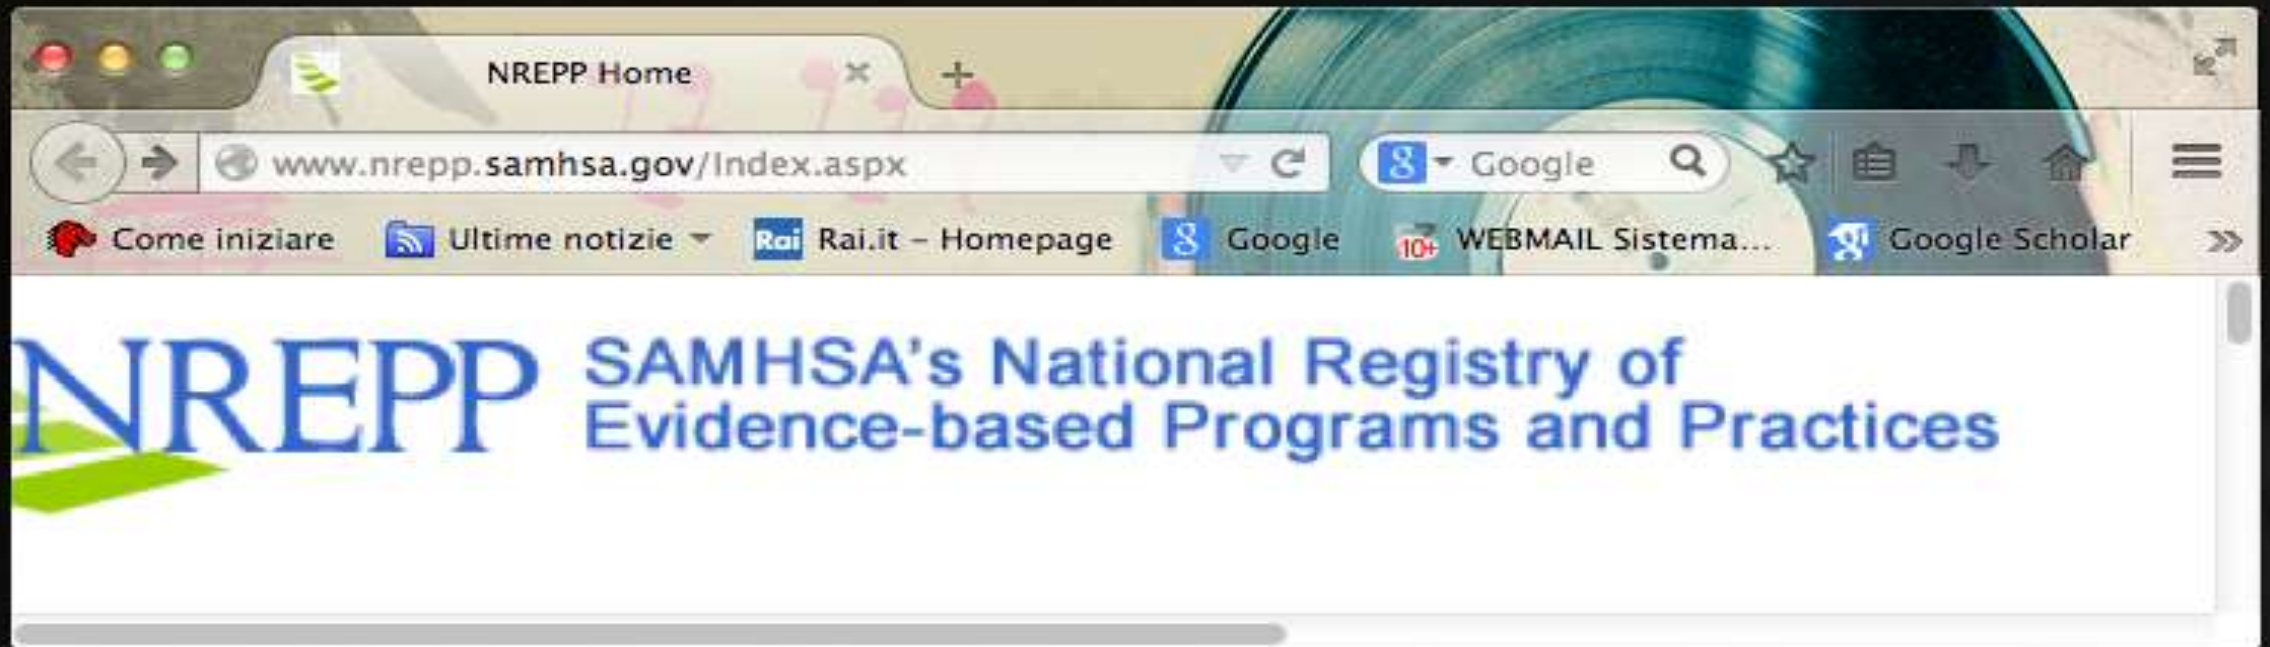 NREPP Home
www.nrepp.samhsa.gov/Index.aspx
Google
Come iniziare Ultime notizie Rai Rai.it – Homepage 8 Google 10+ WEBMAIL Sistema... g Google Scholar
NREPP SAMHSA's National Registry of
Evidence-based Programs and Practices